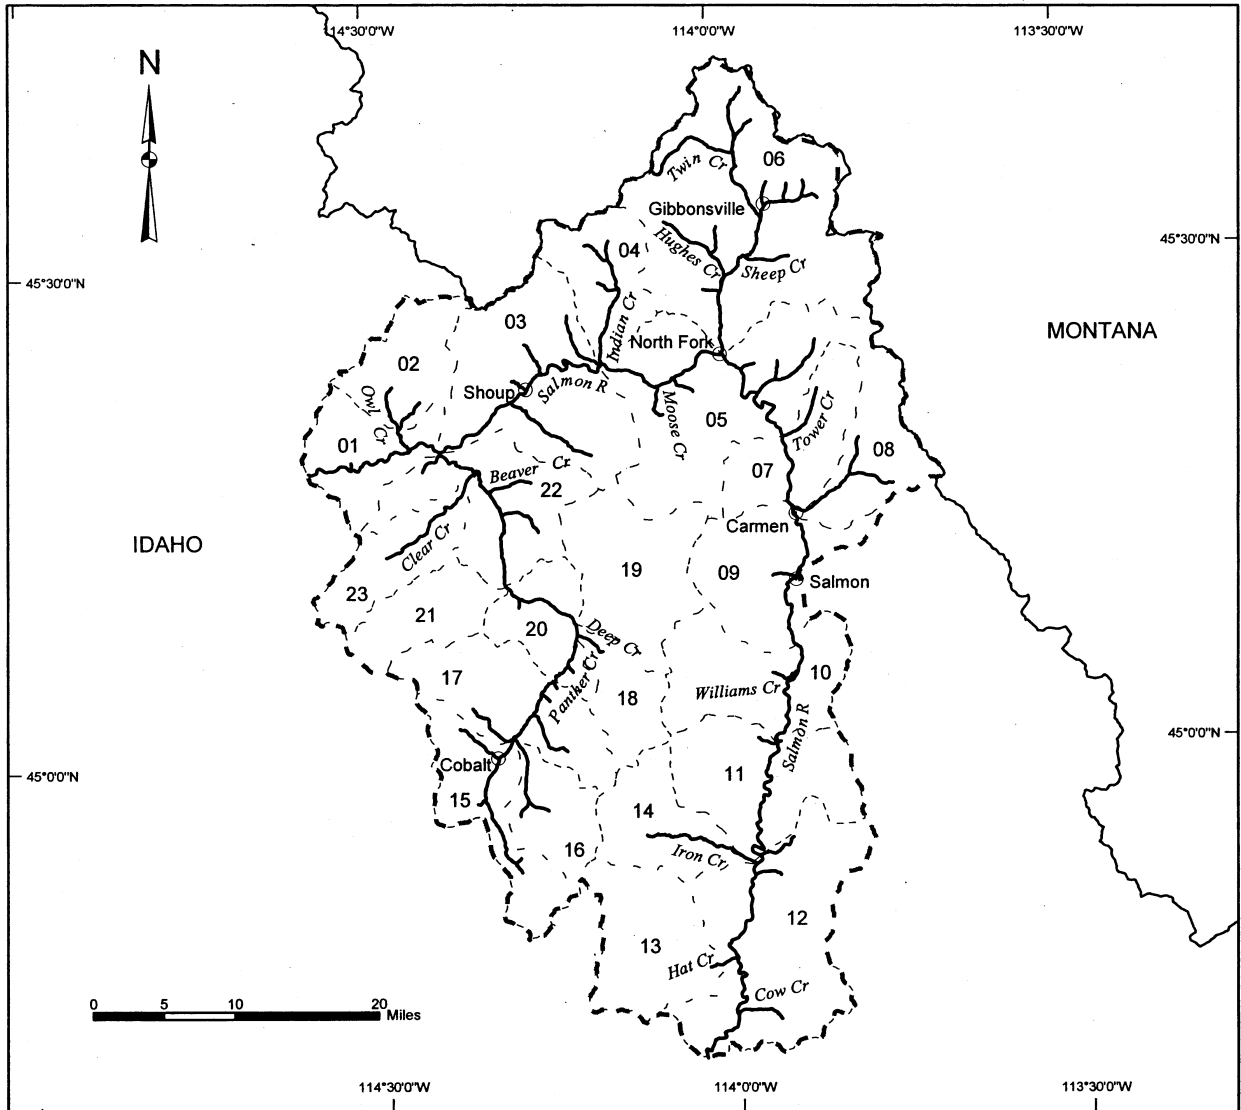 114°30'0"W
114°0'0"W
113°30'0"W
N
Twin Cr
06
Gibbonsville
Hughes Cr
04
Sheep Cr
45°30'0"N
45°30'0"N
03
Indian Cr
North Fork
MONTANA
02
Shoup
Salmon R
Owl Cr
Moose Cr
05
Tower Cr
01
08
Beaver Cr
07
22
Carmen
IDAHO
Clear Cr
19
09
Salmon
23
21
20
Deep Cr
17
Panther Cr
18
Williams Cr
10
Salmon R
45°0'0"N
Cobalt
45°0'0"N
11
15
14
16
Iron Cr
12
13
Hat Cr
Cow Cr
0 5 10 20
Miles
114°30'0"W
114°0'0"W
113°30'0"W